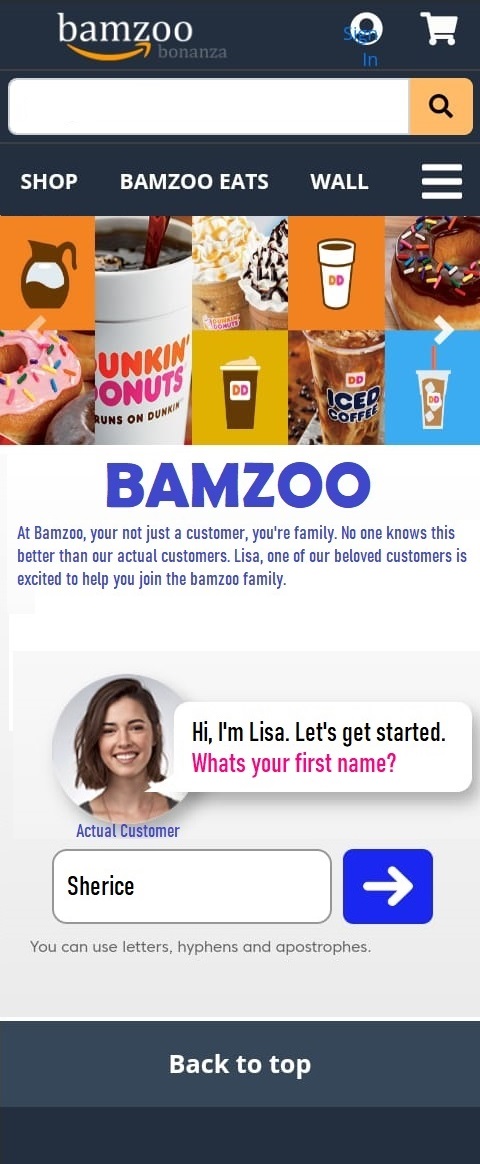 bamzoo
bonanza
Sign
In
SHOP BAMZOO EATS WALL
DUNKIN'
DONUTS
DD
UNKIN'
DONUTS
RUNS ON DUNKIN'
DD
DD
ICED
COFFEE
DD
BAMZOO
At Bamzoo, your not just a customer, you're family. No one knows this
better than our actual customers. Lisa, one of our beloved customers is
excited to help you join the bamzoo family.
Hi, I'm Lisa. Let's get started.
Whats your first name?
Actual Customer
Sherice
You can use letters, hyphens and apostrophes.
Back to top